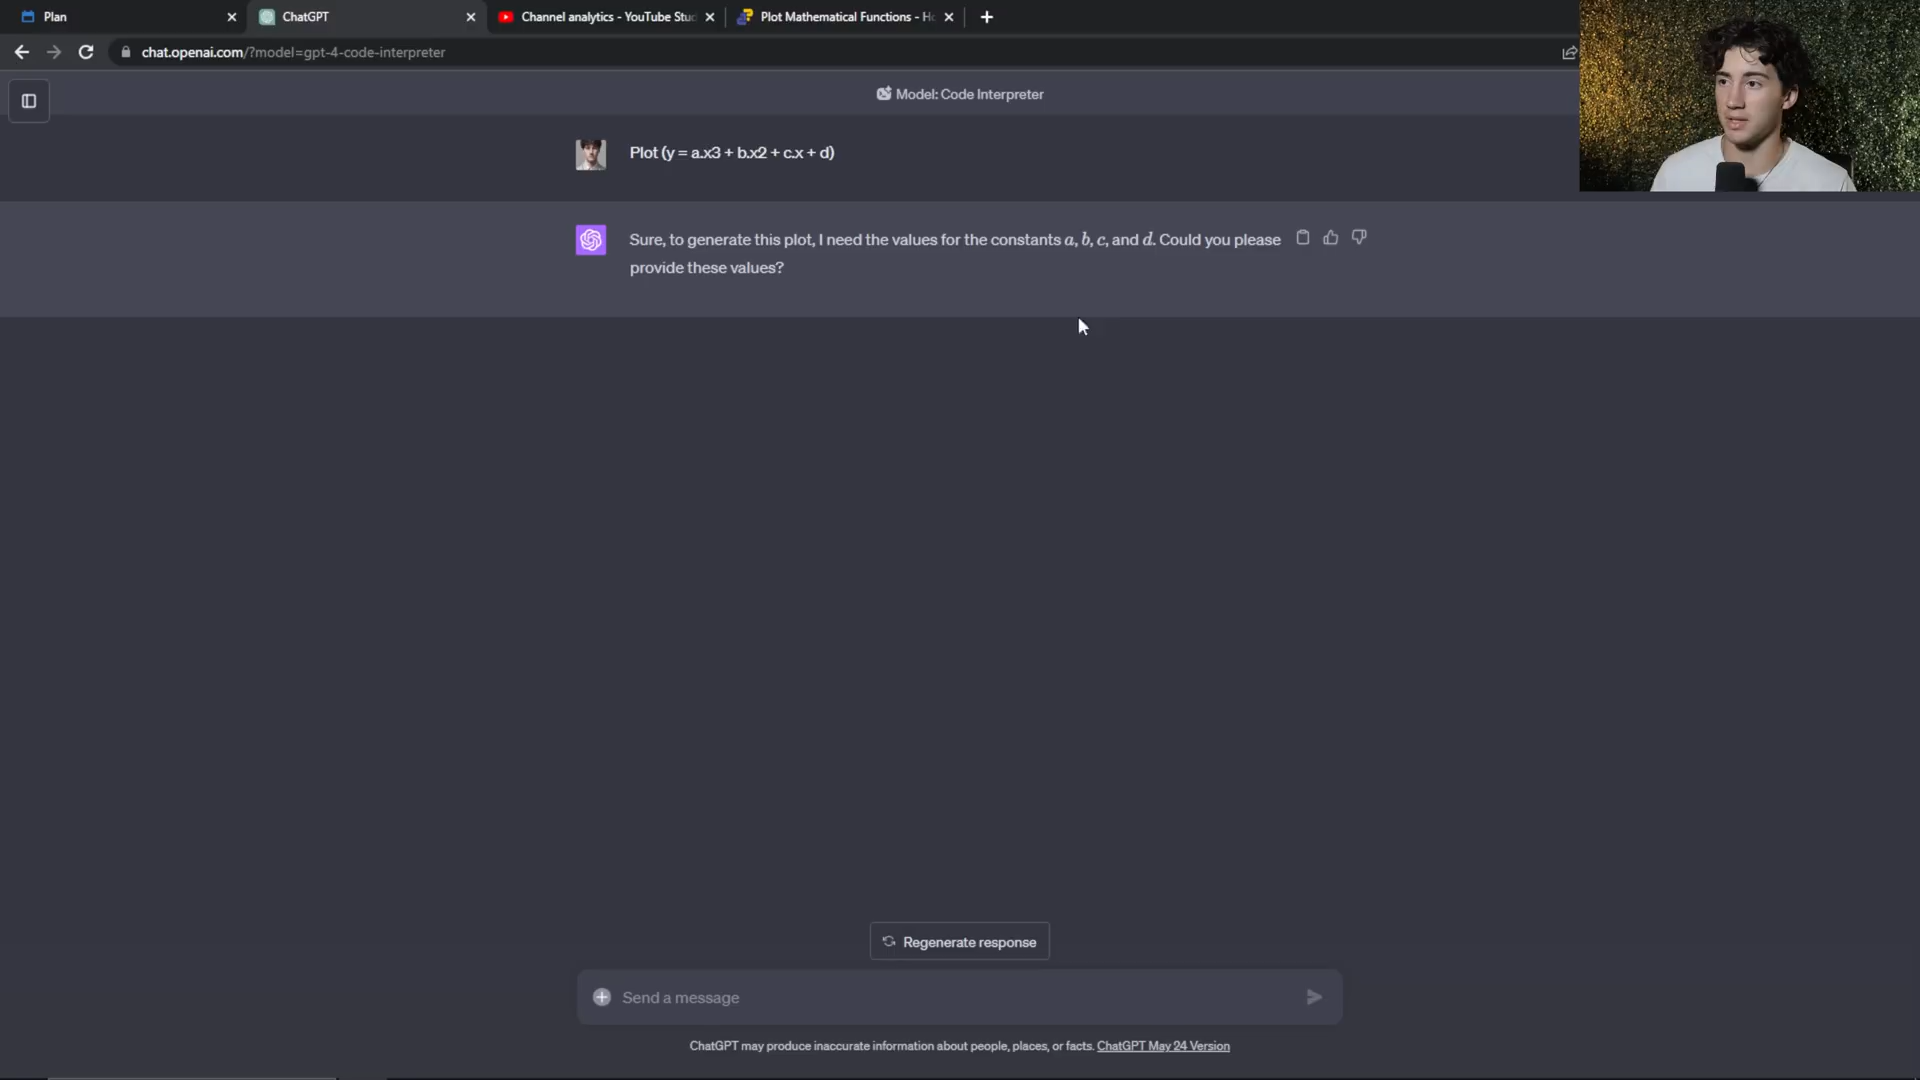 Plan
ChatGPT
Channel analytics - YouTube Stu
Plot Mathematical Functions - Ho
chat.openai.com/?model=gpt-4-code-interpreter
Model: Code Interpreter
Plot (y = a.x3 + b.x2 + c.x + d)
Sure, to generate this plot, I need the values for the constants a, b, c, and d. Could you please
provide these values?
Regenerate response
Send a message
ChatGPT may produce inaccurate information about people, places, or facts. ChatGPT May 24 Version